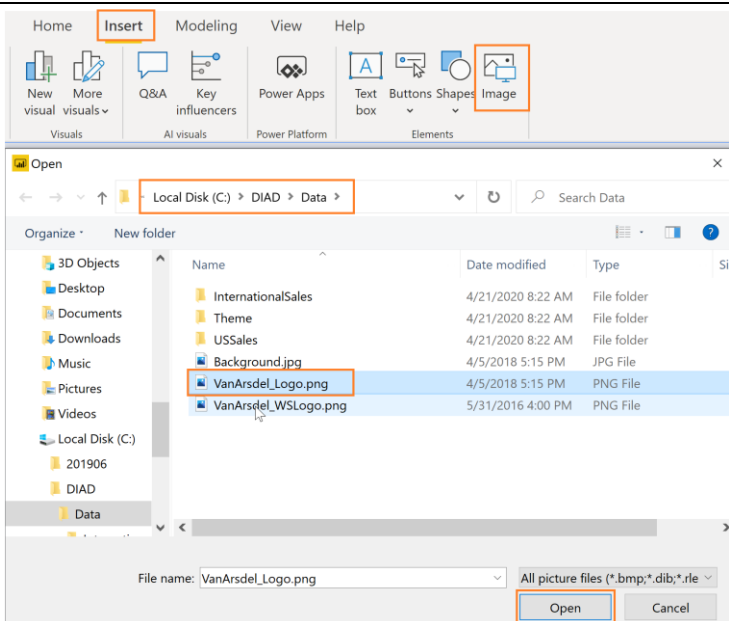 Home Insert Modeling View Help
New visual
More visuals
Q&A
Key influencers
Power Apps
Text box
Buttons
Shapes
Image
Visuals AI visuals Power Platform Elements
Open
Local Disk (C:) > DIAD > Data >
Search Data
Organize New folder
Name Date modified Type Si
3D Objects
Desktop
Documents
Downloads
Music
Pictures
Videos
Local Disk (C:)
201906
DIAD
Data
InternationalSales 4/21/2020 8:22 AM File folder
Theme 4/21/2020 8:22 AM File folder
USSales 4/21/2020 8:22 AM File folder
Background.jpg 4/5/2018 5:15 PM JPG File
VanArsdel_Logo.png 4/5/2018 5:15 PM PNG File
VanArsdel_WSLogo.png 5/31/2016 4:00 PM PNG File
File name: VanArsdel_Logo.png All picture files (*.bmp;*.dib;*.rle
Open Cancel